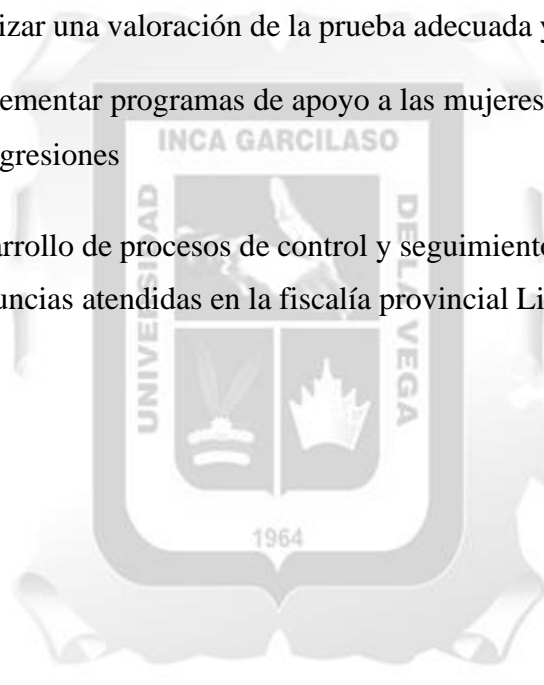 izar una valoración de la prueba adecuada y
ementar programas de apoyo a las mujeres
gresiones
arrollo de procesos de control y seguimiento
uncias atendidas en la fiscalía provincial Li
UNIVERSIDAD
INCA GARCILASO
DE LA VEGA
1964